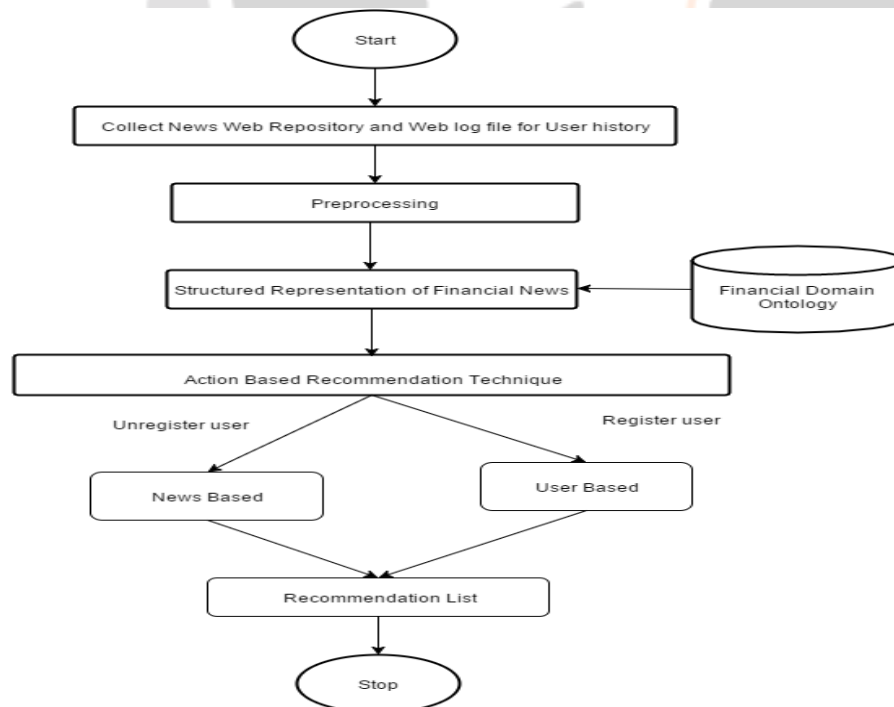 Start
Collect News Web Repository and Web log file for User history
Preprocessing
Structured Representation of Financial News
Financial Domain
Ontology
Action Based Recommendation Technique
Unregister user
Register user
News Based
User Based
Recommendation List
Stop